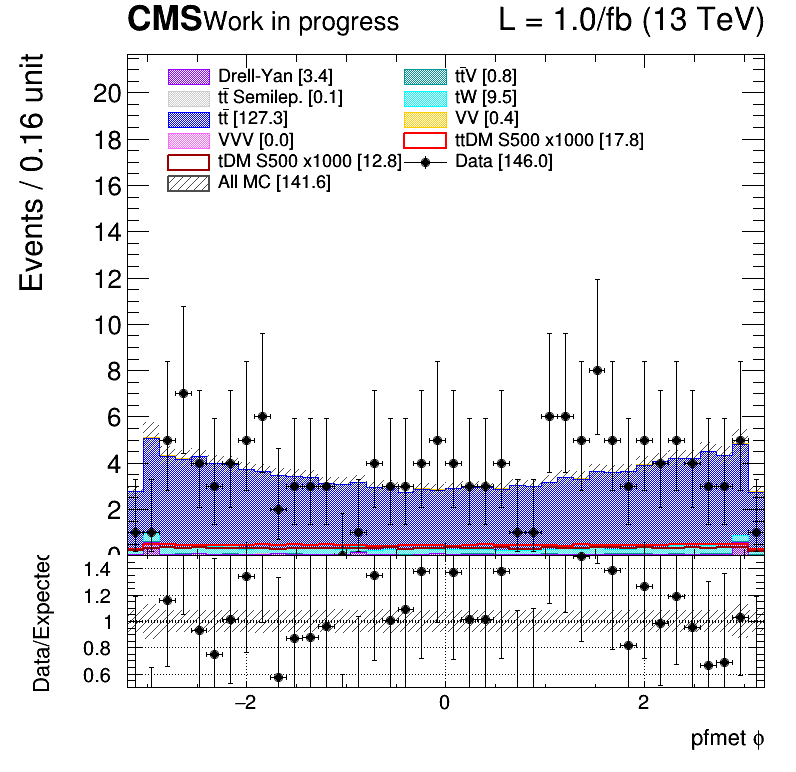 CMS Work in progress L = 1.0/fb (13 TeV)
Drell-Yan [3.4] tt̄V [0.8]
tt̄ Semilep. [0.1] tW [9.5]
tt̄ [127.3] VV [0.4]
VVV [0.0] ttDM S500 x1000 [17.8]
tDM S500 x1000 [12.8] Data [146.0]
All MC [141.6]
Events / 0.16 unit
20
18
16
14
12
10
8
6
4
2
0
Data/Expected
1.4
1.2
1
0.8
0.6
−2 0 2
pfmet ϕ